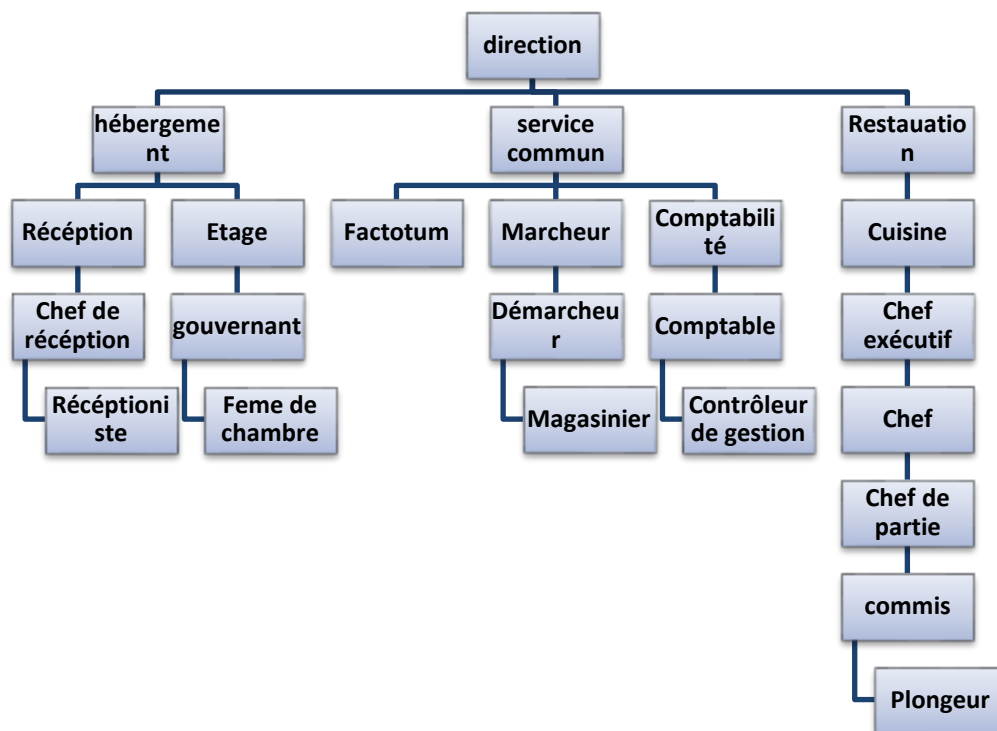 direction
hébergeme
nt
service
commun
Restauatio
n
Récéption
Etage
Factotum
Marcheur
Comptabili
té
Cuisine
Chef de
récéption
gouvernant
Démarcheu
r
Comptable
Chef
exécutif
Récéptioni
ste
Feme de
chambre
Magasinier
Contrôleur
de gestion
Chef
Chef de
partie
commis
Plongeur